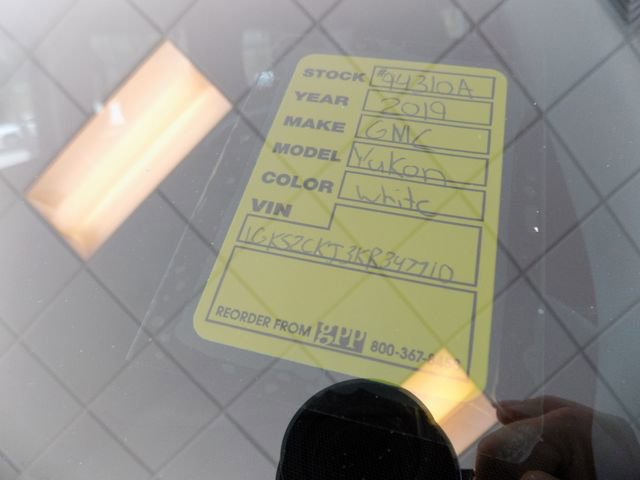 STOCK #94310A
YEAR 2019
MAKE GMC
MODEL Yukon
COLOR White
VIN
1GKS2CKJ3KR347710
REORDER FROM gpp 800-367-